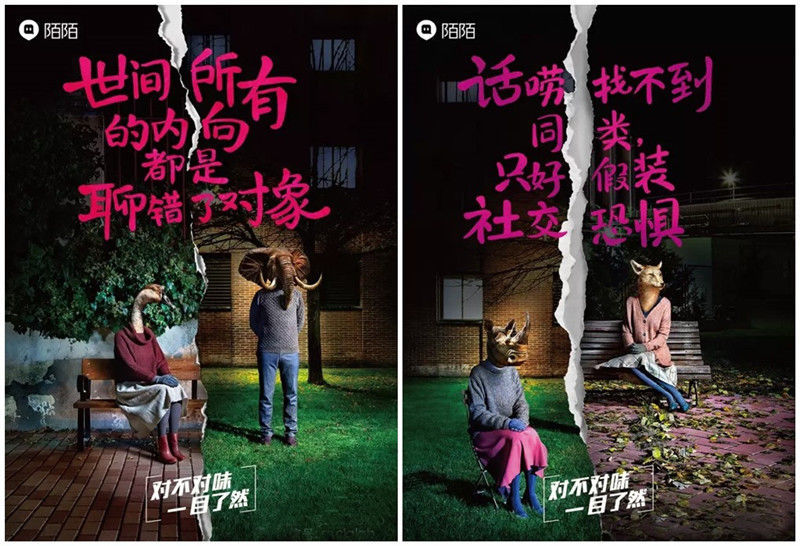 陌陌
世间所有
的内向
都是
聊错了对象
对不对味
一目了然
陌陌
话唠找不到
同类,
只好假装
社交恐惧
对不对味
一目了然